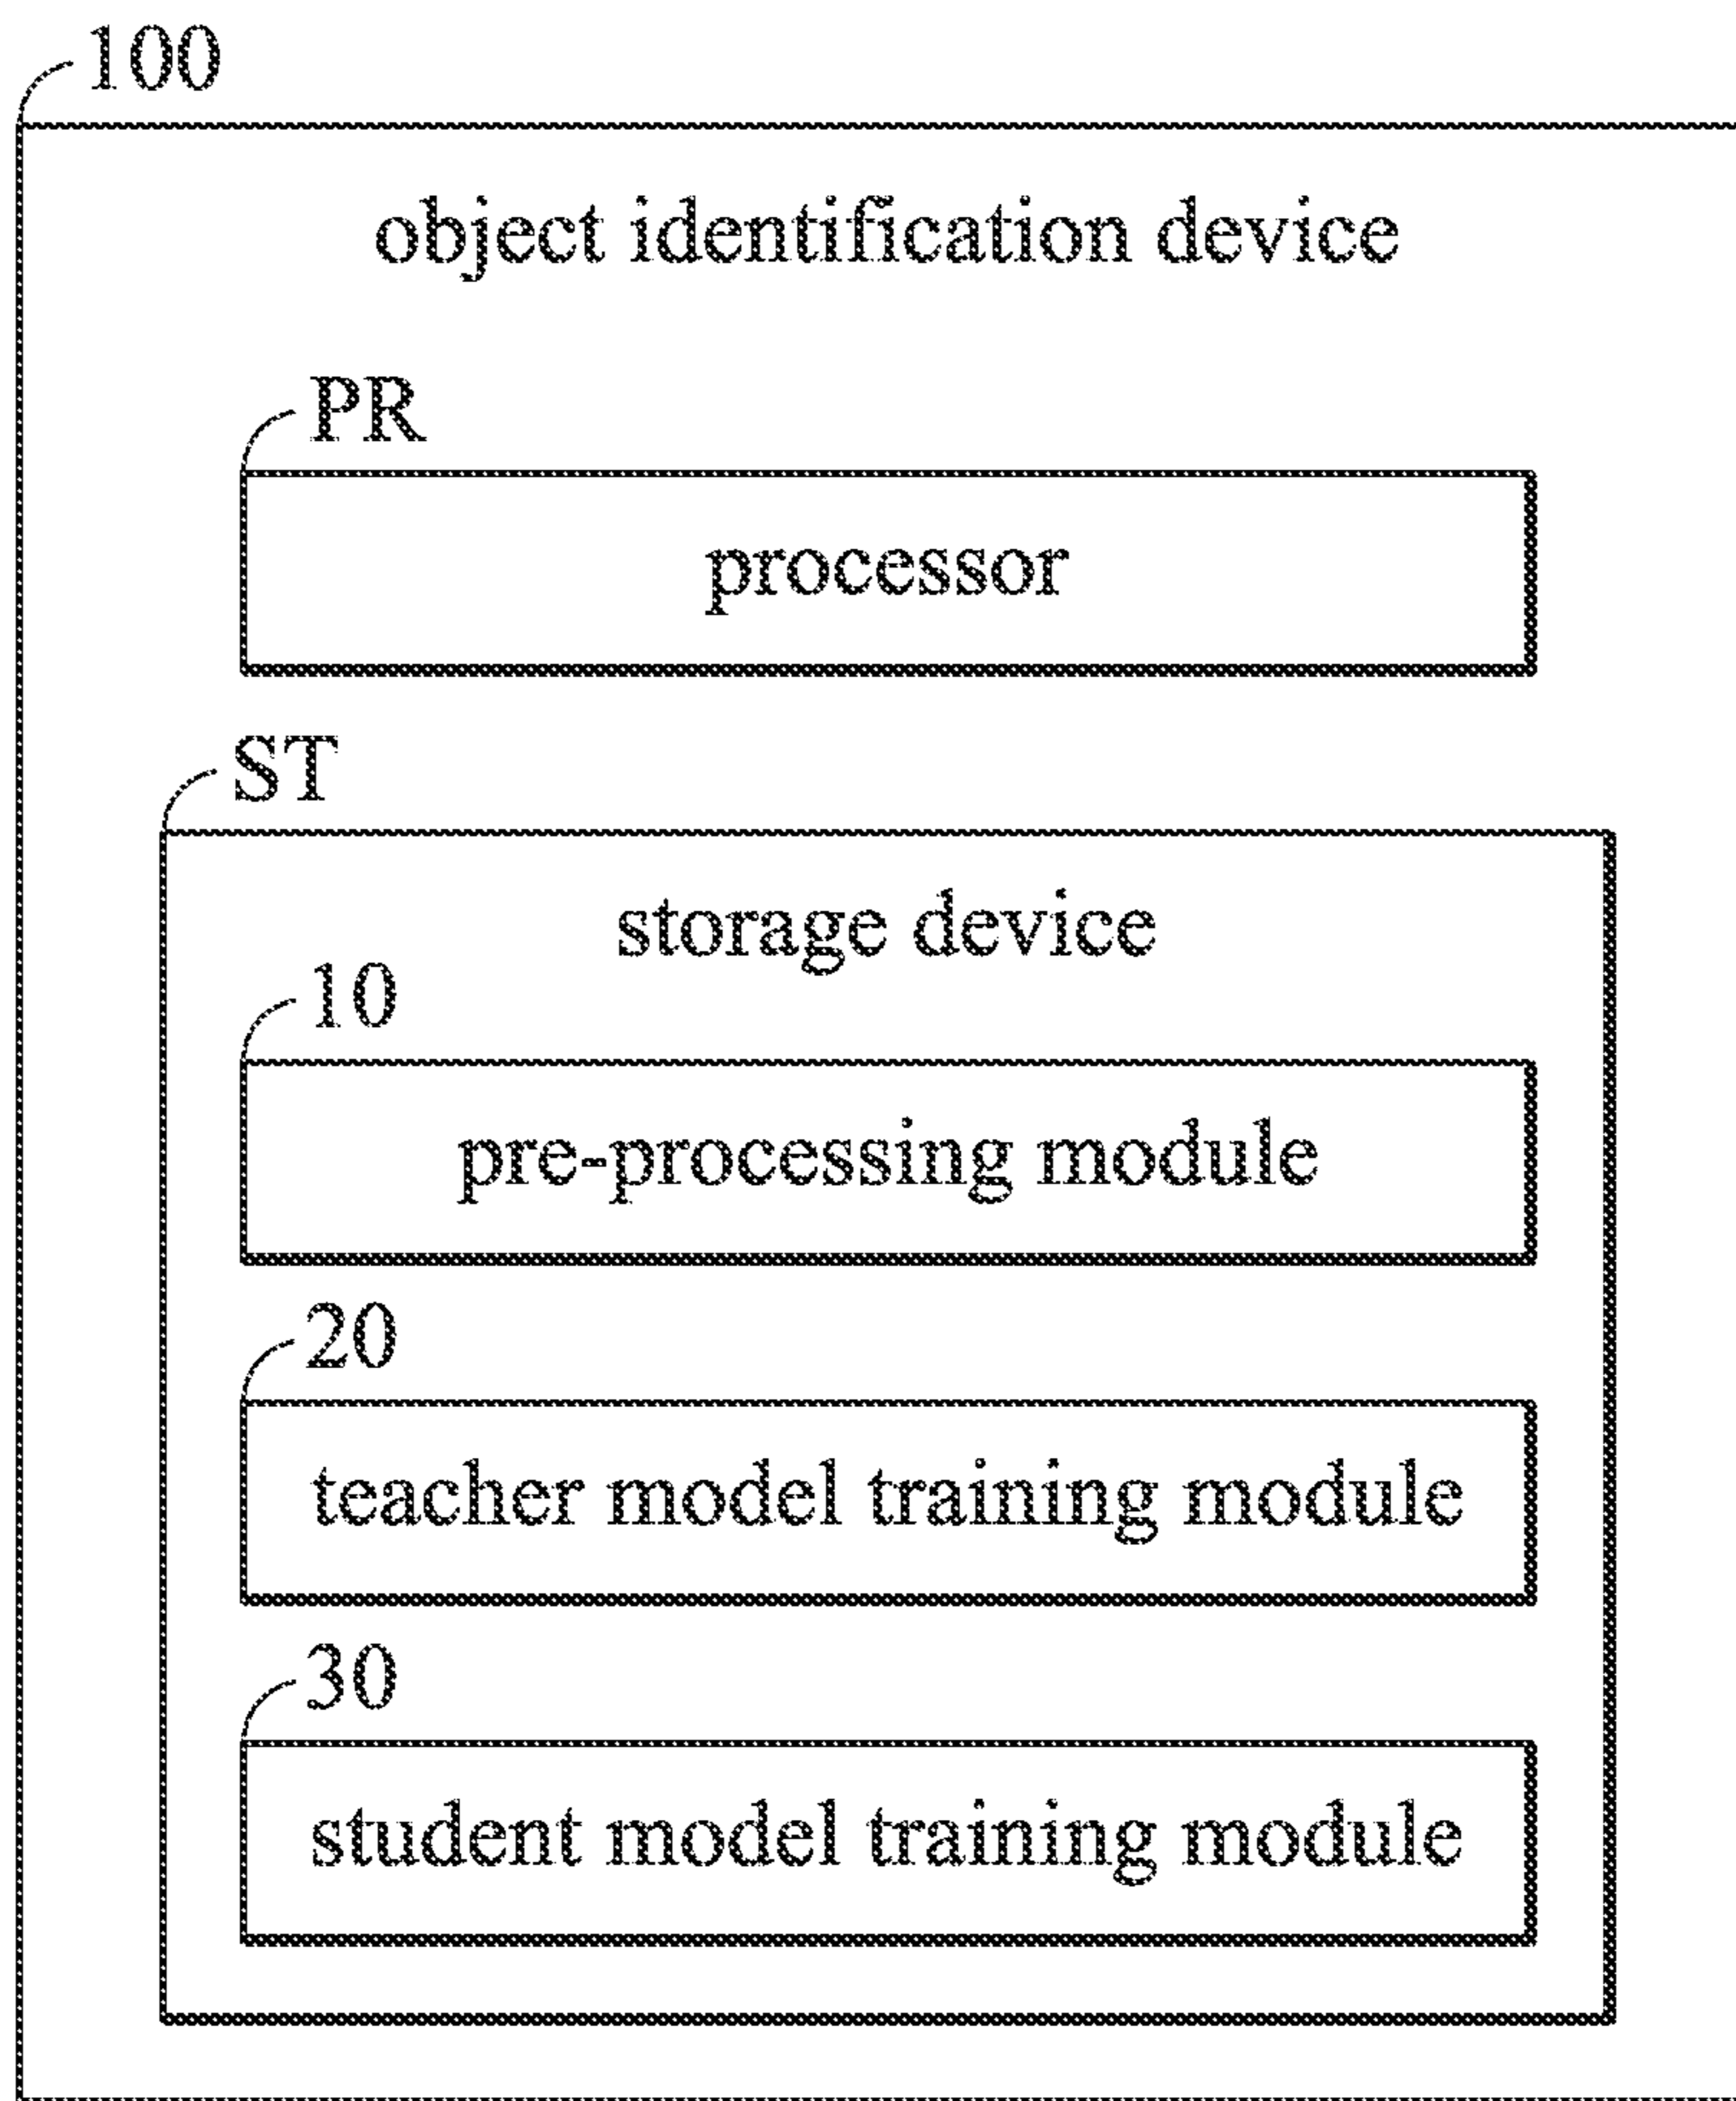 100
object identification device
PR
processor
ST
storage device
10
pre-processing module
20
teacher model training module
30
student model training module